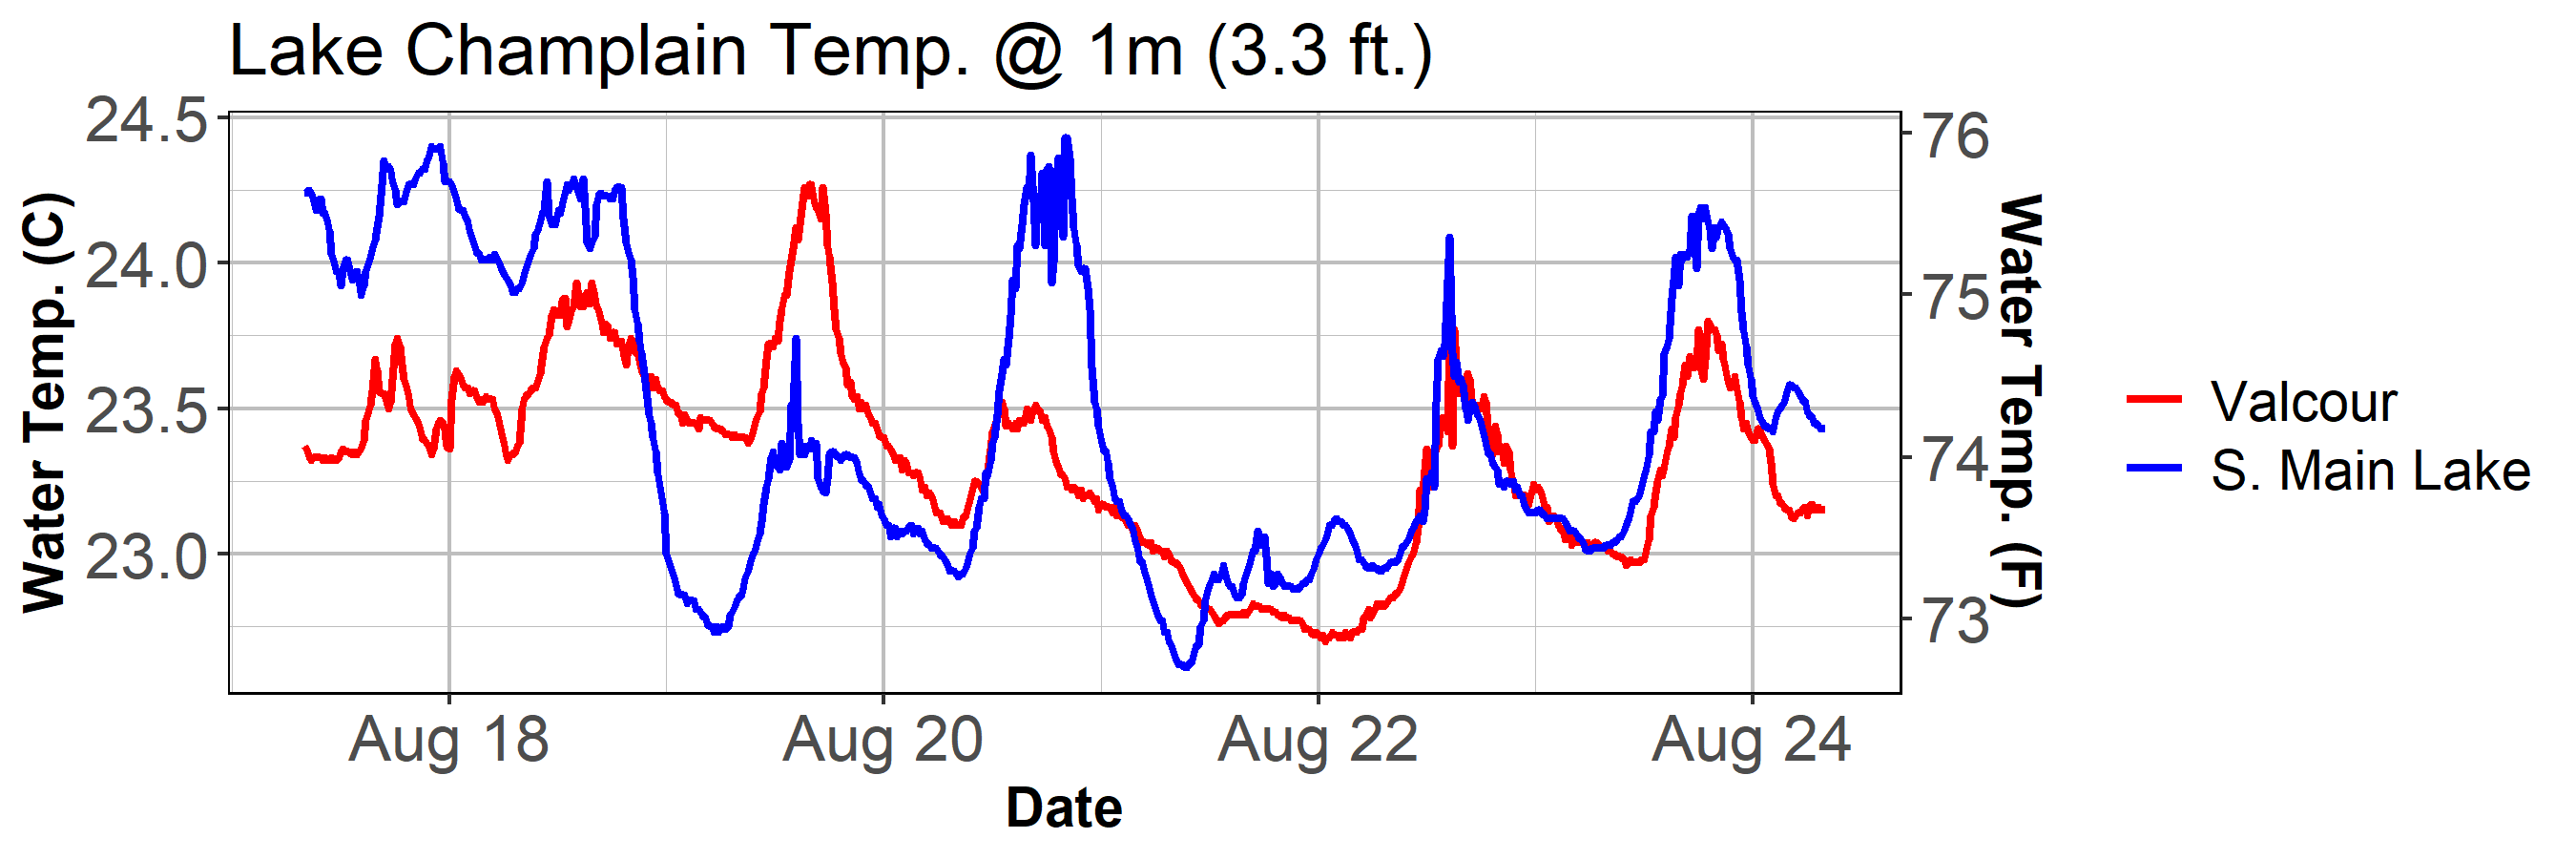 Lake Champlain Temp. @ 1m (3.3 ft.)
Water Temp. (C)
24.5
24.0
23.5
23.0
76
75
74
73
Water Temp. (F)
Aug 18
Aug 20
Aug 22
Aug 24
Date
Valcour
S. Main Lake